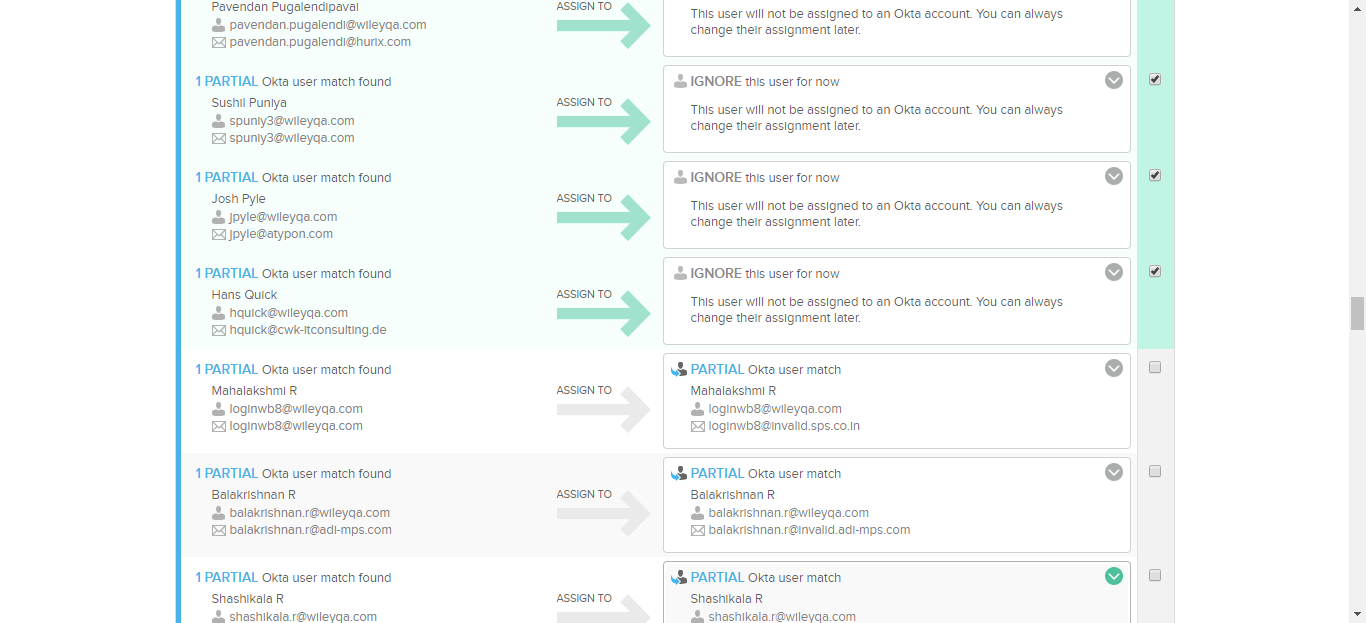 Pavendan Pugalendipaval
ASSIGN TO
This user will not be assigned to an Okta account. You can always
pavendan.pugalendi@wileyqa.com
change their assignment later.
pavendan.pugalendi@hurix.com
1 PARTIAL Okta user match found
IGNORE this user for now
Sushil Puniya
ASSIGN TO
This user will not be assigned to an Okta account. You can always
spuniy3@wileyqa.com
change their assignment later.
spuniy3@wileyqa.com
1 PARTIAL Okta user match found
IGNORE this user for now
Josh Pyle
ASSIGN TO
This user will not be assigned to an Okta account. You can always
jpyle@wileyqa.com
change their assignment later.
jpyle@atypon.com
1 PARTIAL Okta user match found
IGNORE this user for now
Hans Quick
ASSIGN TO
This user will not be assigned to an Okta account. You can always
hquick@wileyqa.com
change their assignment later.
hquick@cwk-itconsulting.de
1 PARTIAL Okta user match found
PARTIAL Okta user match
Mahalakshmi R
ASSIGN TO
Mahalakshmi R
loginwb8@wileyqa.com
loginwb8@wileyqa.com
loginwb8@wileyqa.com
loginwb8@invalid.sps.co.in
1 PARTIAL Okta user match found
PARTIAL Okta user match
Balakrishnan R
ASSIGN TO
Balakrishnan R
balakrishnan.r@wileyqa.com
balakrishnan.r@wileyqa.com
balakrishnan.r@adi-mps.com
balakrishnan.r@invalid.adi-mps.com
1 PARTIAL Okta user match found
PARTIAL Okta user match
Shashikala R
ASSIGN TO
Shashikala R
shashikala.r@wileyqa.com
shashikala.r@wileyqa.com